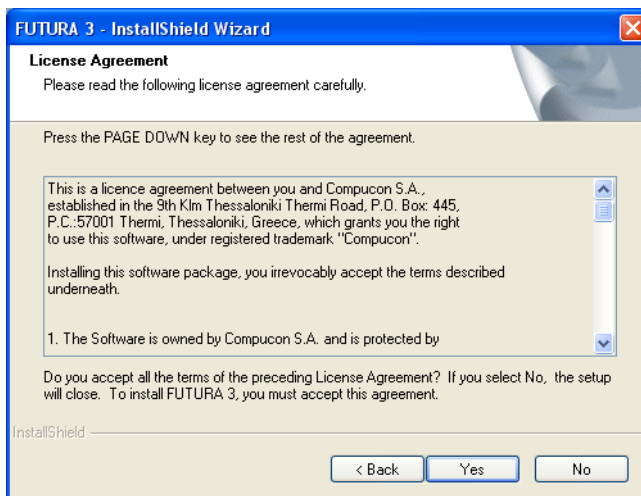 FUTURA 3 - InstallShield Wizard
License Agreement
Please read the following license agreement carefully.
Press the PAGE DOWN key to see the rest of the agreement.
This is a licence agreement between you and Compucon S.A.,
established in the 9th Klm Thessaloniki Thermi Road, P.O. Box: 445,
P.C.:57001 Thermi, Thessaloniki, Greece, which grants you the right
to use this software, under registered trademark "Compucon".
Installing this software package, you irrevocably accept the terms described
underneath.
1. The Software is owned by Compucon S.A. and is protected by
Do you accept all the terms of the preceding License Agreement? If you select No, the setup
will close. To install FUTURA 3, you must accept this agreement.
InstallShield
< Back Yes No